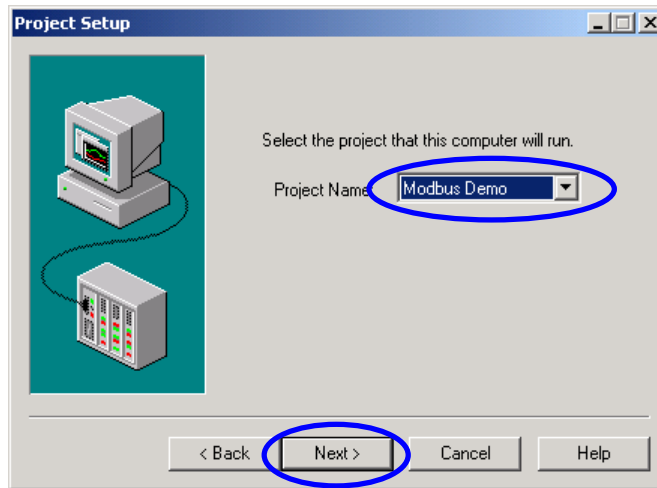 Project Setup
Select the project that this computer will run.
Project Name
Modbus Demo
< Back
Next >
Cancel
Help